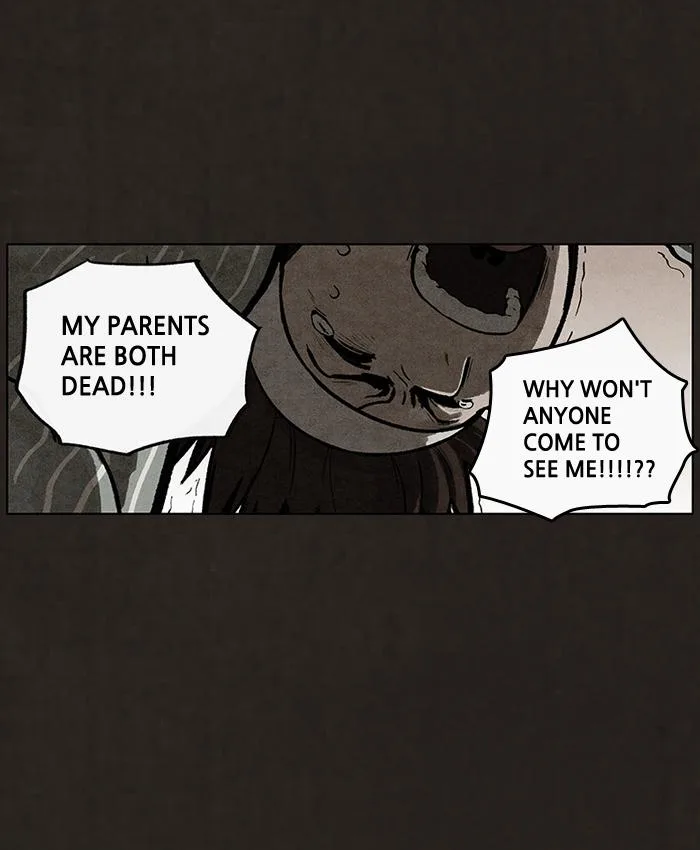 MY PARENTS
ARE BOTH
DEAD!!!
WHY WON'T
ANYONE
COME TO
SEE ME!!!!??